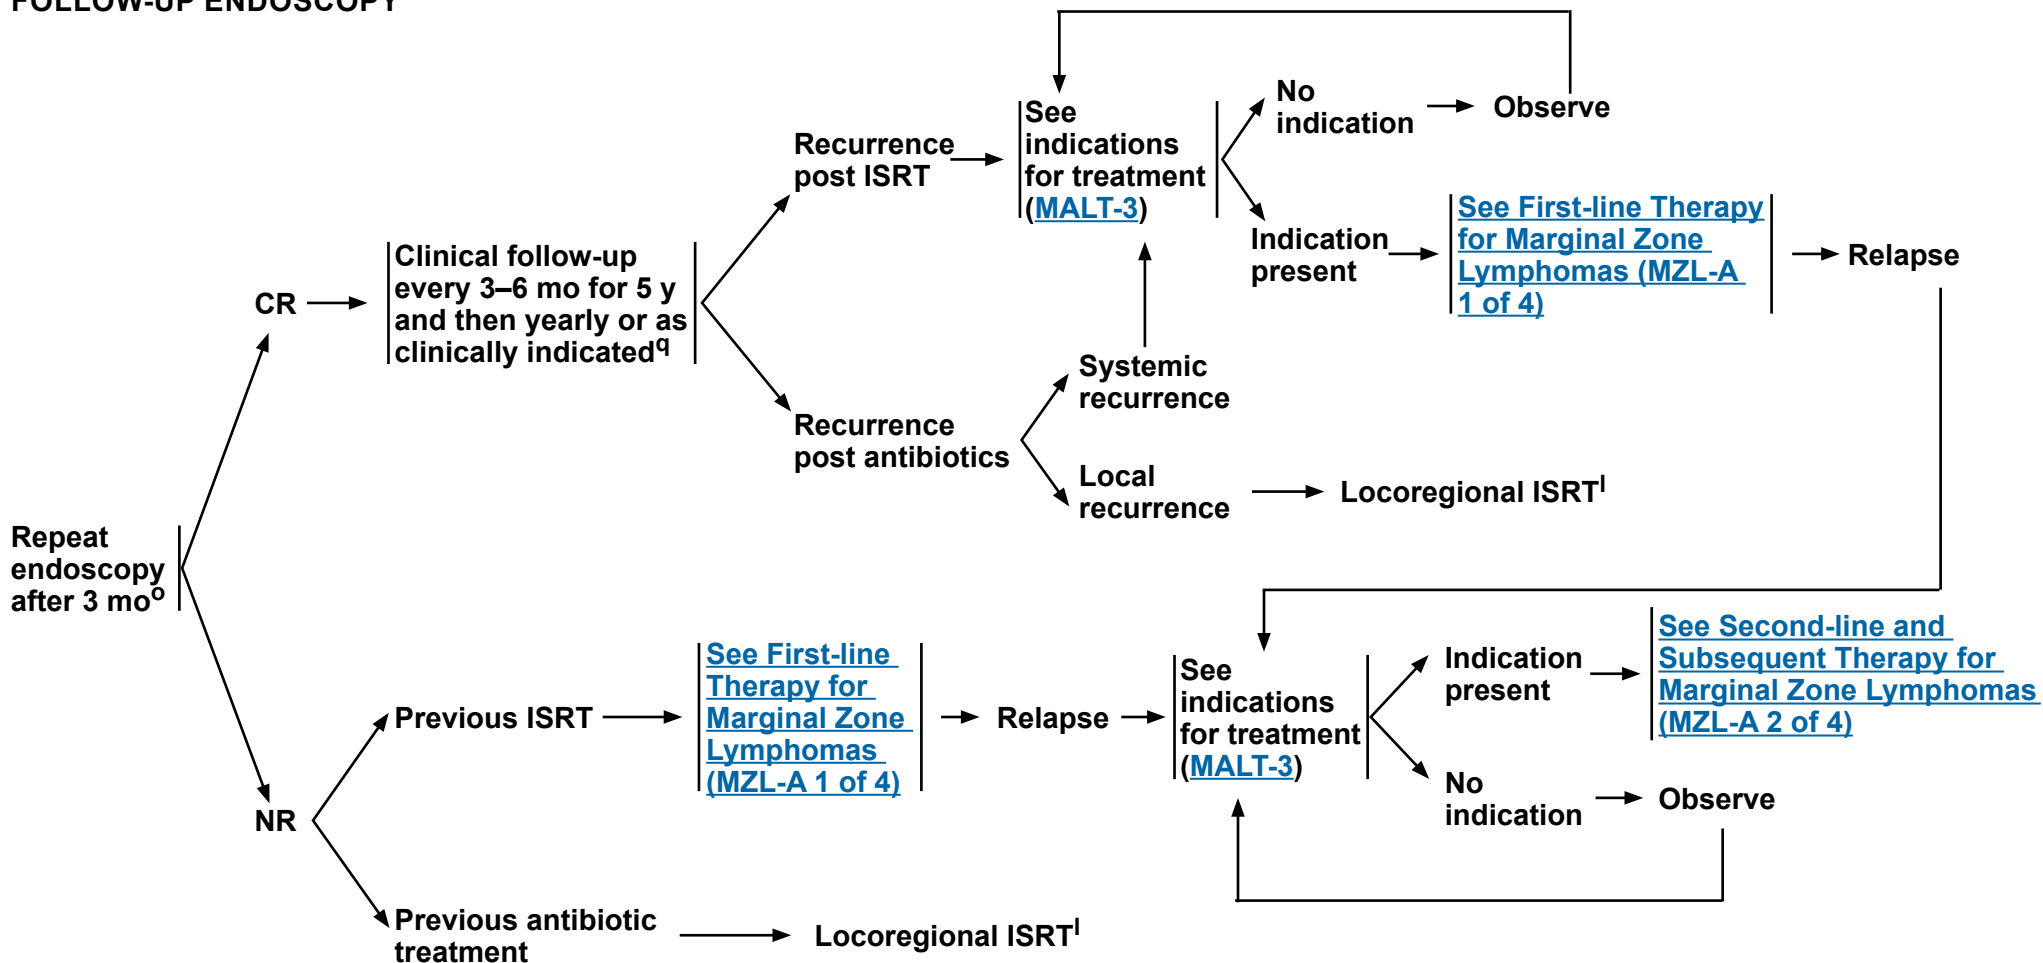 FOLLOW-UP ENDOSCOPY
Repeat
endoscopy
after 3 moo
CR
Clinical follow-up
every 3–6 mo for 5 y
and then yearly or as
clinically indicatedq
Recurrence
post ISRT
See
indications
for treatment
(MALT-3)
No
indication
Observe
Indication
present
See First-line Therapy
for Marginal Zone
Lymphomas (MZL-A
1 of 4)
Relapse
Recurrence
post antibiotics
Systemic
recurrence
Local
recurrence
Locoregional ISRTl
NR
Previous ISRT
See First-line
Therapy for
Marginal Zone
Lymphomas
(MZL-A 1 of 4)
Relapse
See
indications
for treatment
(MALT-3)
Indication
present
See Second-line and
Subsequent Therapy for
Marginal Zone Lymphomas
(MZL-A 2 of 4)
No
indication
Observe
Previous antibiotic
treatment
Locoregional ISRTl